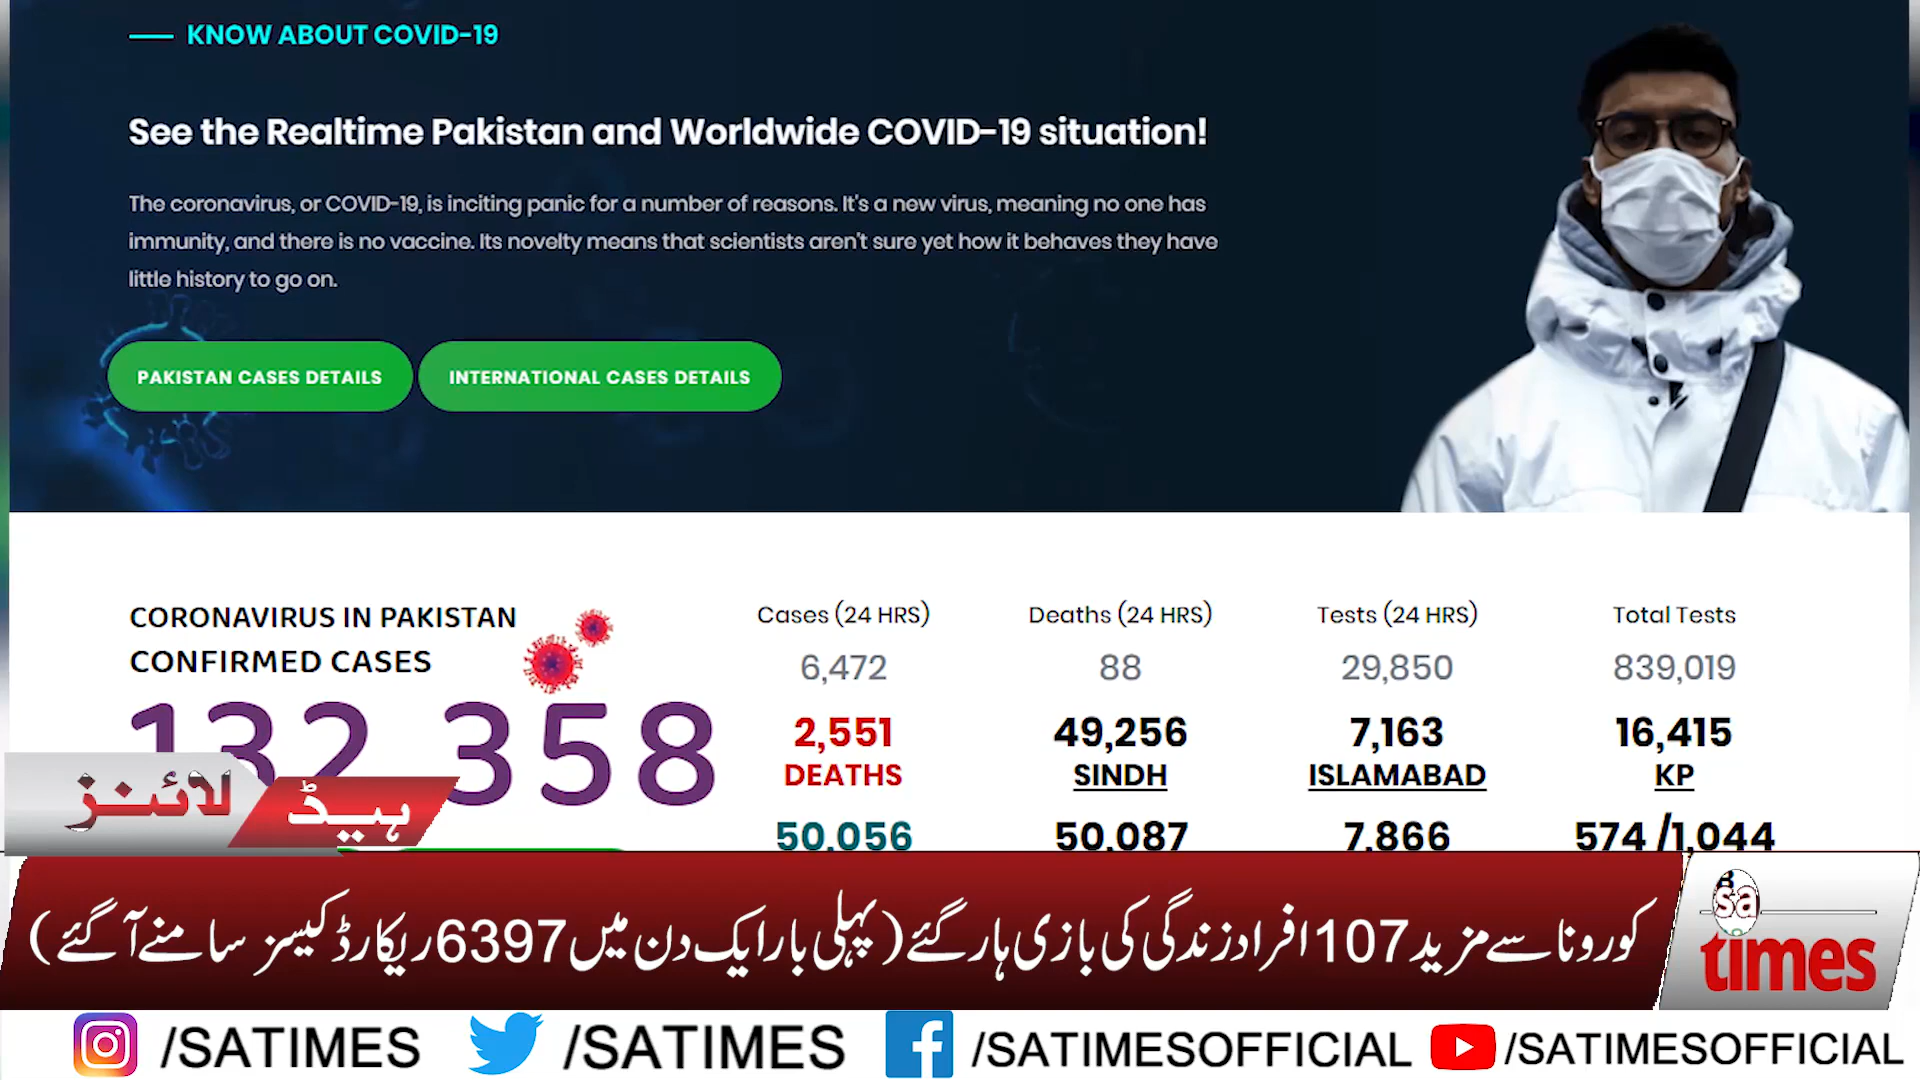 KNOW ABOUT COVID-19
See the Realtime Pakistan and Worldwide COVID-19 situation!
The coronavirus, or COVID-19, is inciting panic for a number of reasons. It's a new virus, meaning no one has
immunity, and there is no vaccine. Its novelty means that scientists aren't sure yet how it behaves they have
little history to go on.
PAKISTAN CASES DETAILS
INTERNATIONAL CASES DETAILS
CORONAVIRUS IN PAKISTAN
CONFIRMED CASES
132,358
Cases (24 HRS)
6,472
Deaths (24 HRS)
88
Tests (24 HRS)
29,850
Total Tests
839,019
2,551
DEATHS
49,256
SINDH
7,163
ISLAMABAD
16,415
KP
50,056
50,087
7,866
574 /1,044
ہیڈ لائنز
کورونا سے مزید 107 افراد زندگی کی بازی ہار گئے (پہلی بار ایک دن میں 6397 ریکارڈ کیسز سامنے آ گئے)
sa
times
/SATIMES
/SATIMES
/SATIMESOFFICIAL
/SATIMESOFFICIAL